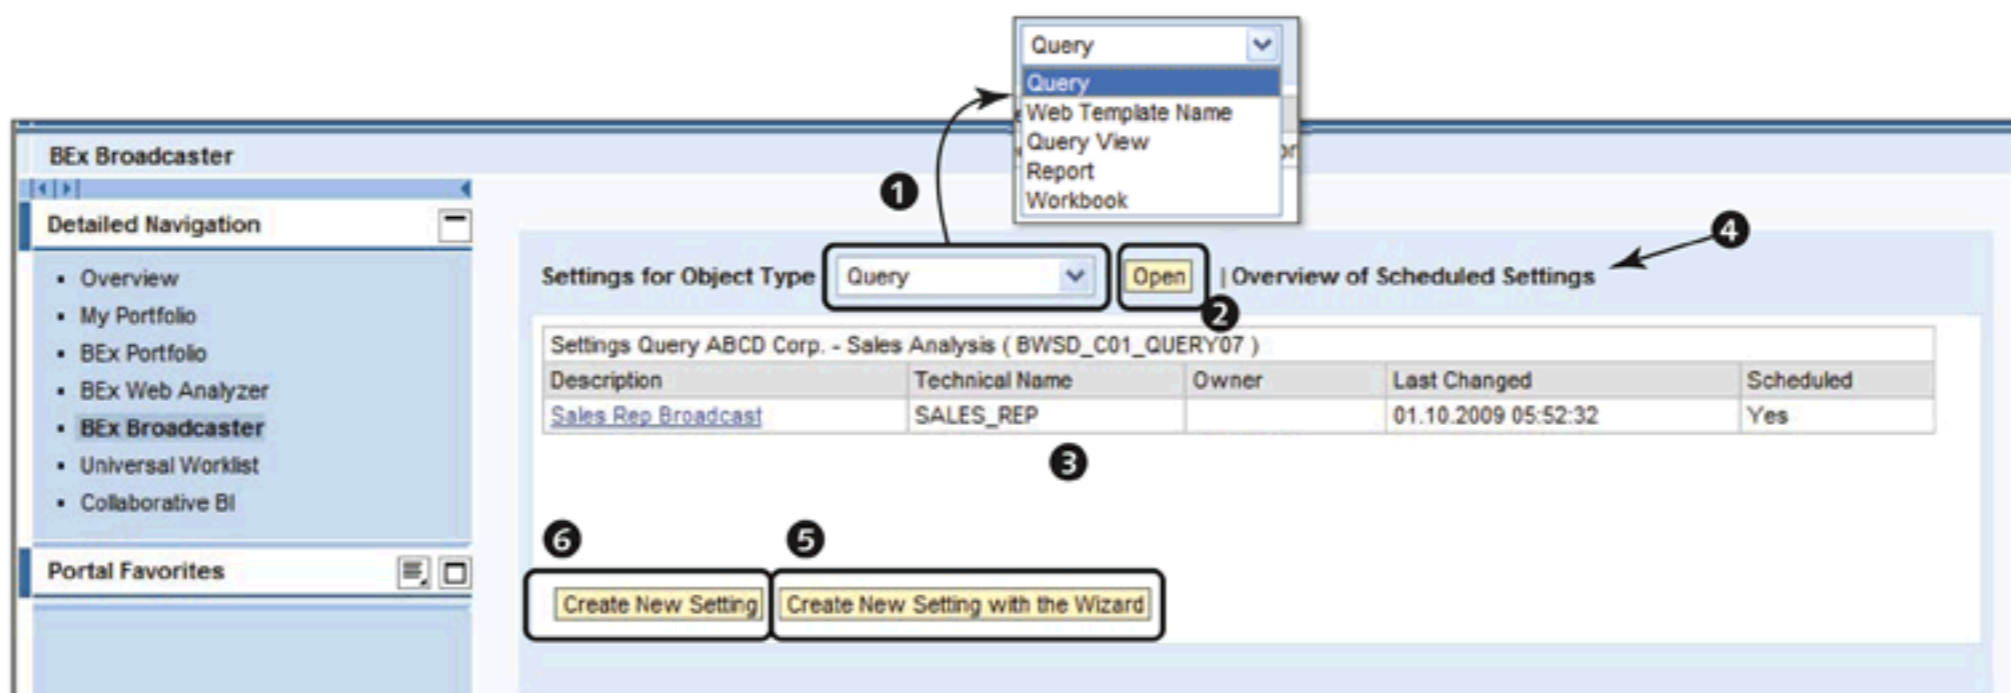 Query
Query
Web Template Name
Query View
Report
Workbook
BEx Broadcaster
1
Detailed Navigation
4
Overview
My Portfolio
BEx Portfolio
BEx Web Analyzer
BEx Broadcaster
Universal Worklist
Collaborative BI
Portal Favorites
Settings for Object Type Query Open | Overview of Scheduled Settings
2
Settings Query ABCD Corp. - Sales Analysis ( BWSD_C01_QUERY07 )
Description Technical Name Owner Last Changed Scheduled
Sales Rep Broadcast SALES_REP 01.10.2009 05:52:32 Yes
3
6 5
Create New Setting Create New Setting with the Wizard